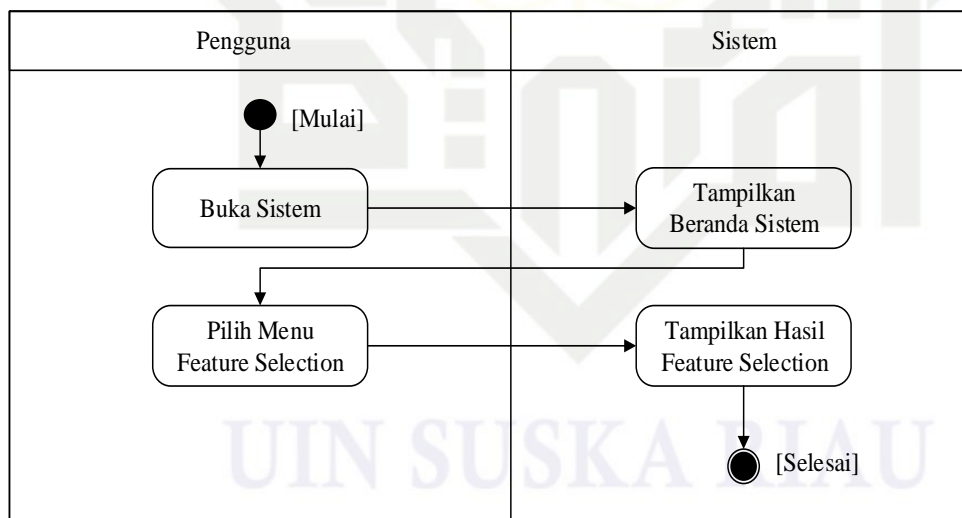 Pengguna
Sistem
[Mulai]
Buka Sistem
Tampilkan
Beranda Sistem
Pilih Menu
Feature Selection
Tampilkan Hasil
Feature Selection
[Selesai]
UIN SUSKA RIAU